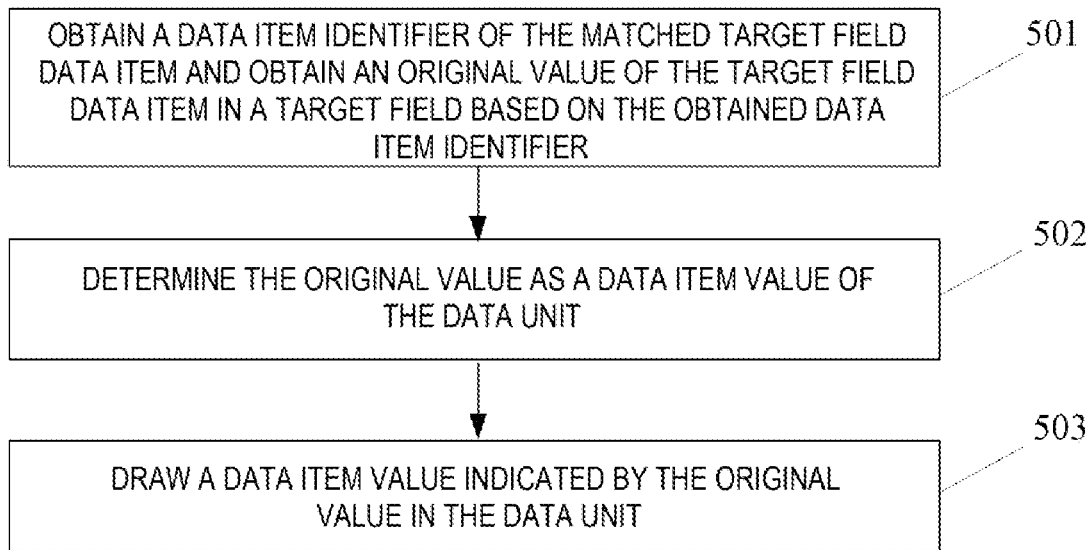 OBTAIN A DATA ITEM IDENTIFIER OF THE MATCHED TARGET FIELD
DATA ITEM AND OBTAIN AN ORIGINAL VALUE OF THE TARGET FIELD
DATA ITEM IN A TARGET FIELD BASED ON THE OBTAINED DATA
ITEM IDENTIFIER
501
DETERMINE THE ORIGINAL VALUE AS A DATA ITEM VALUE OF
THE DATA UNIT
502
DRAW A DATA ITEM VALUE INDICATED BY THE ORIGINAL
VALUE IN THE DATA UNIT
503